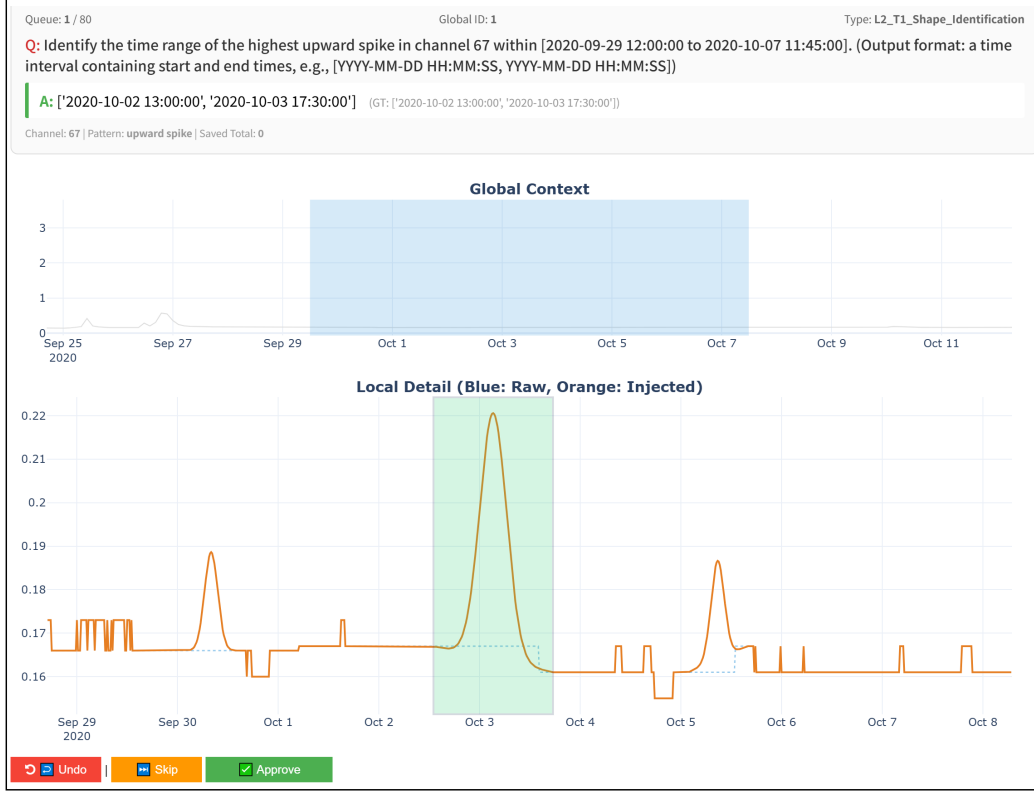 Queue: 1 / 80 Global ID: 1 Type: L2_T1_Shape_Identification
Q: Identify the time range of the highest upward spike in channel 67 within [2020-09-29 12:00:00 to 2020-10-07 11:45:00]. (Output format: a time
interval containing start and end times, e.g., [YYYY-MM-DD HH:MM:SS, YYYY-MM-DD HH:MM:SS])
A: ['2020-10-02 13:00:00', '2020-10-03 17:30:00'] (GT: ['2020-10-02 13:00:00', '2020-10-03 17:30:00'])
Channel: 67 | Pattern: upward spike | Saved Total: 0
Global Context
3
2
1
0
Sep 25 Sep 27 Sep 29 Oct 1 Oct 3 Oct 5 Oct 7 Oct 9 Oct 11
2020
Local Detail (Blue: Raw, Orange: Injected)
0.22
0.21
0.2
0.19
0.18
0.17
0.16
Sep 29 Sep 30 Oct 1 Oct 2 Oct 3 Oct 4 Oct 5 Oct 6 Oct 7 Oct 8
2020
Undo | Skip Approve